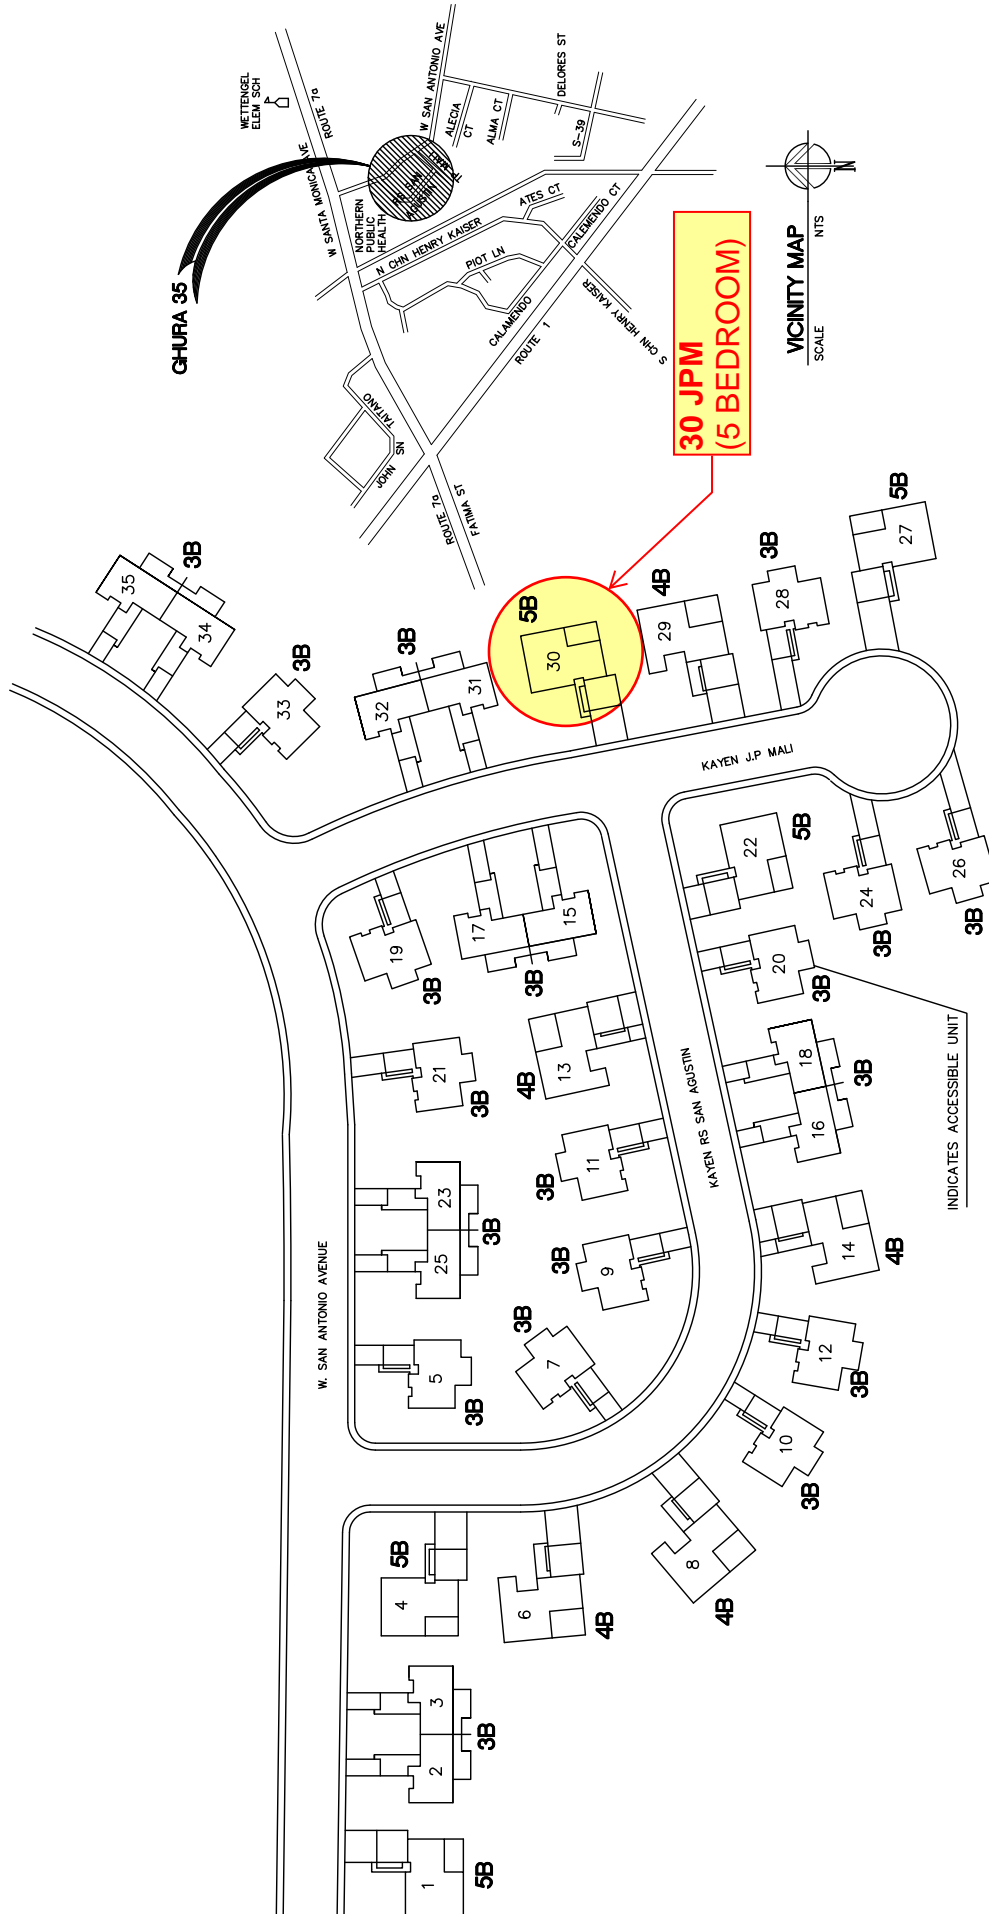 WETTENGEL
ELEM SCH
ROUTE 7a
W SANTA MONICA AVE
W SAN ANTONIO AVE
ALECIA
CT
ALMA CT
DELORES ST
S-39
RS SAN
AGUSTIN
JP MALI
NORTHERN
PUBLIC
HEALTH
N CHN HENRY KAISER
ATES CT
PIOT LN
CALEMENDO CT
CALAMENDO
ROUTE 1
S CHN HENRY KAISER
TAITANO
JOHN SN
ROUTE 7a
FATIMA ST
GHURA 35
VICINITY MAP
SCALE
NTS
N
30 JPM
(5 BEDROOM)
35
34
3B
33
3B
32
31
3B
30
5B
29
4B
28
3B
27
5B
KAYEN J.P MALI
26
3B
24
3B
22
5B
20
3B
18
16
3B
14
4B
12
3B
10
3B
8
4B
6
4B
4
5B
3
2
3B
1
5B
19
3B
17
15
3B
13
4B
11
3B
9
3B
7
3B
21
3B
23
25
3B
5
3B
KAYEN RS SAN AGUSTIN
W. SAN ANTONIO AVENUE
INDICATES ACCESSIBLE UNIT